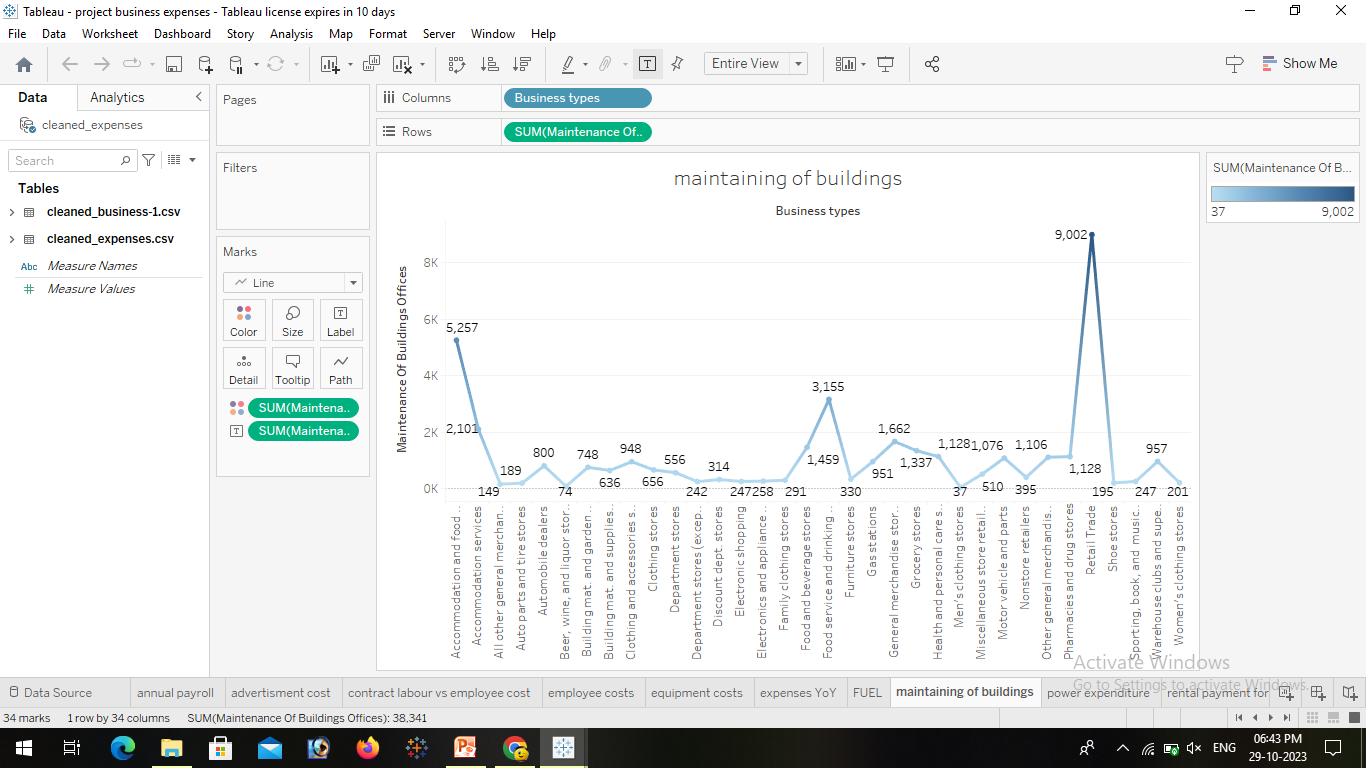 Tableau - project business expenses - Tableau license expires in 10 days
File Data Worksheet Dashboard Story Analysis Map Format Server Window Help
Entire View
Show Me
Data Analytics
cleaned_expenses
Search
Tables
cleaned_business-1.csv
cleaned_expenses.csv
Abc Measure Names
# Measure Values
Pages
Filters
Marks
Line
Color Size Label
Detail Tooltip Path
SUM(Maintena..
T SUM(Maintena..
Columns Business types
Rows SUM(Maintenance Of..
maintaining of buildings
Business types
Maintenance Of Buildings Offices
8K
6K
4K
2K
0K
5,257
2,101
149
189
800
74
748
636
948
656
556
242
314
247
258
291
1,459
3,155
330
951
1,662
1,337
1,128
37
510
1,076
395
1,106
1,128
9,002
195
247
957
201
Accommodation and food ..
Accommodation services
All other general merchan..
Auto parts and tire stores
Automobile dealers
Beer, wine, and liquor stor..
Building mat. and garden ..
Building mat. and supplies..
Clothing and accessories s..
Clothing stores
Department stores
Department stores (excep..
Discount dept. stores
Electronic shopping
Electronics and appliance ..
Family clothing stores
Food and beverage stores
Food service and drinking ..
Furniture stores
Gas stations
General merchandise stor..
Grocery stores
Health and personal care s..
Men's clothing stores
Miscellaneous store retail..
Motor vehicle and parts
Nonstore retailers
Other general merchandis..
Pharmacies and drug stores
Retail Trade
Shoe stores
Sporting, book, and music..
Warehouse clubs and supe..
Women's clothing stores
SUM(Maintenance Of B...
37 9,002
Activate Windows
Go to Settings to activate Windows.
Data Source annual payroll advertisment cost contract labour vs employee cost employee costs equipment costs expenses YoY FUEL maintaining of buildings power expenditure rental payment for
34 marks 1 row by 34 columns SUM(Maintenance Of Buildings Offices): 38,341
ENG
06:43 PM
29-10-2023